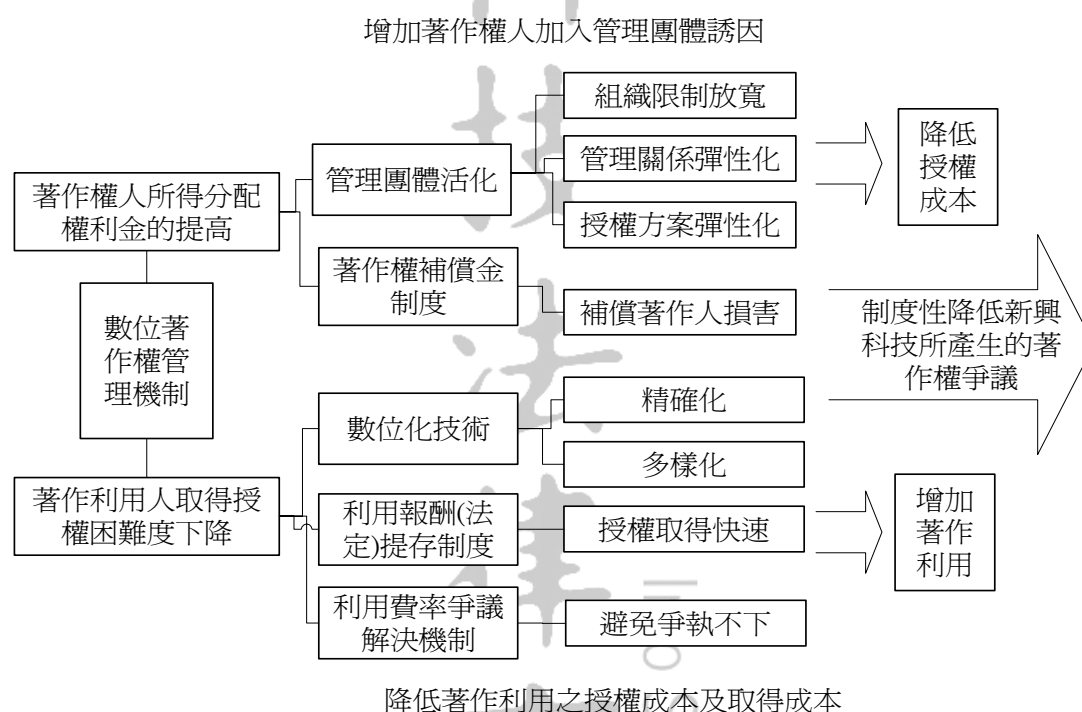 增加著作權人加入管理團體誘因
組織限制放寬
管理關係彈性化
授權方案彈性化
管理團體活化
降低
授權
成本
著作權人所得分配
權利金的提高
著作權補償金
制度
補償著作人損害
數位著
作權管
理機制
制度性降低新興
科技所產生的著
作權爭議
數位化技術
精確化
多樣化
著作利用人取得授
權困難度下降
利用報酬(法
定)提存制度
授權取得快速
增加
著作
利用
利用費率爭議
解決機制
避免爭執不下
降低著作利用之授權成本及取得成本
技
法
律